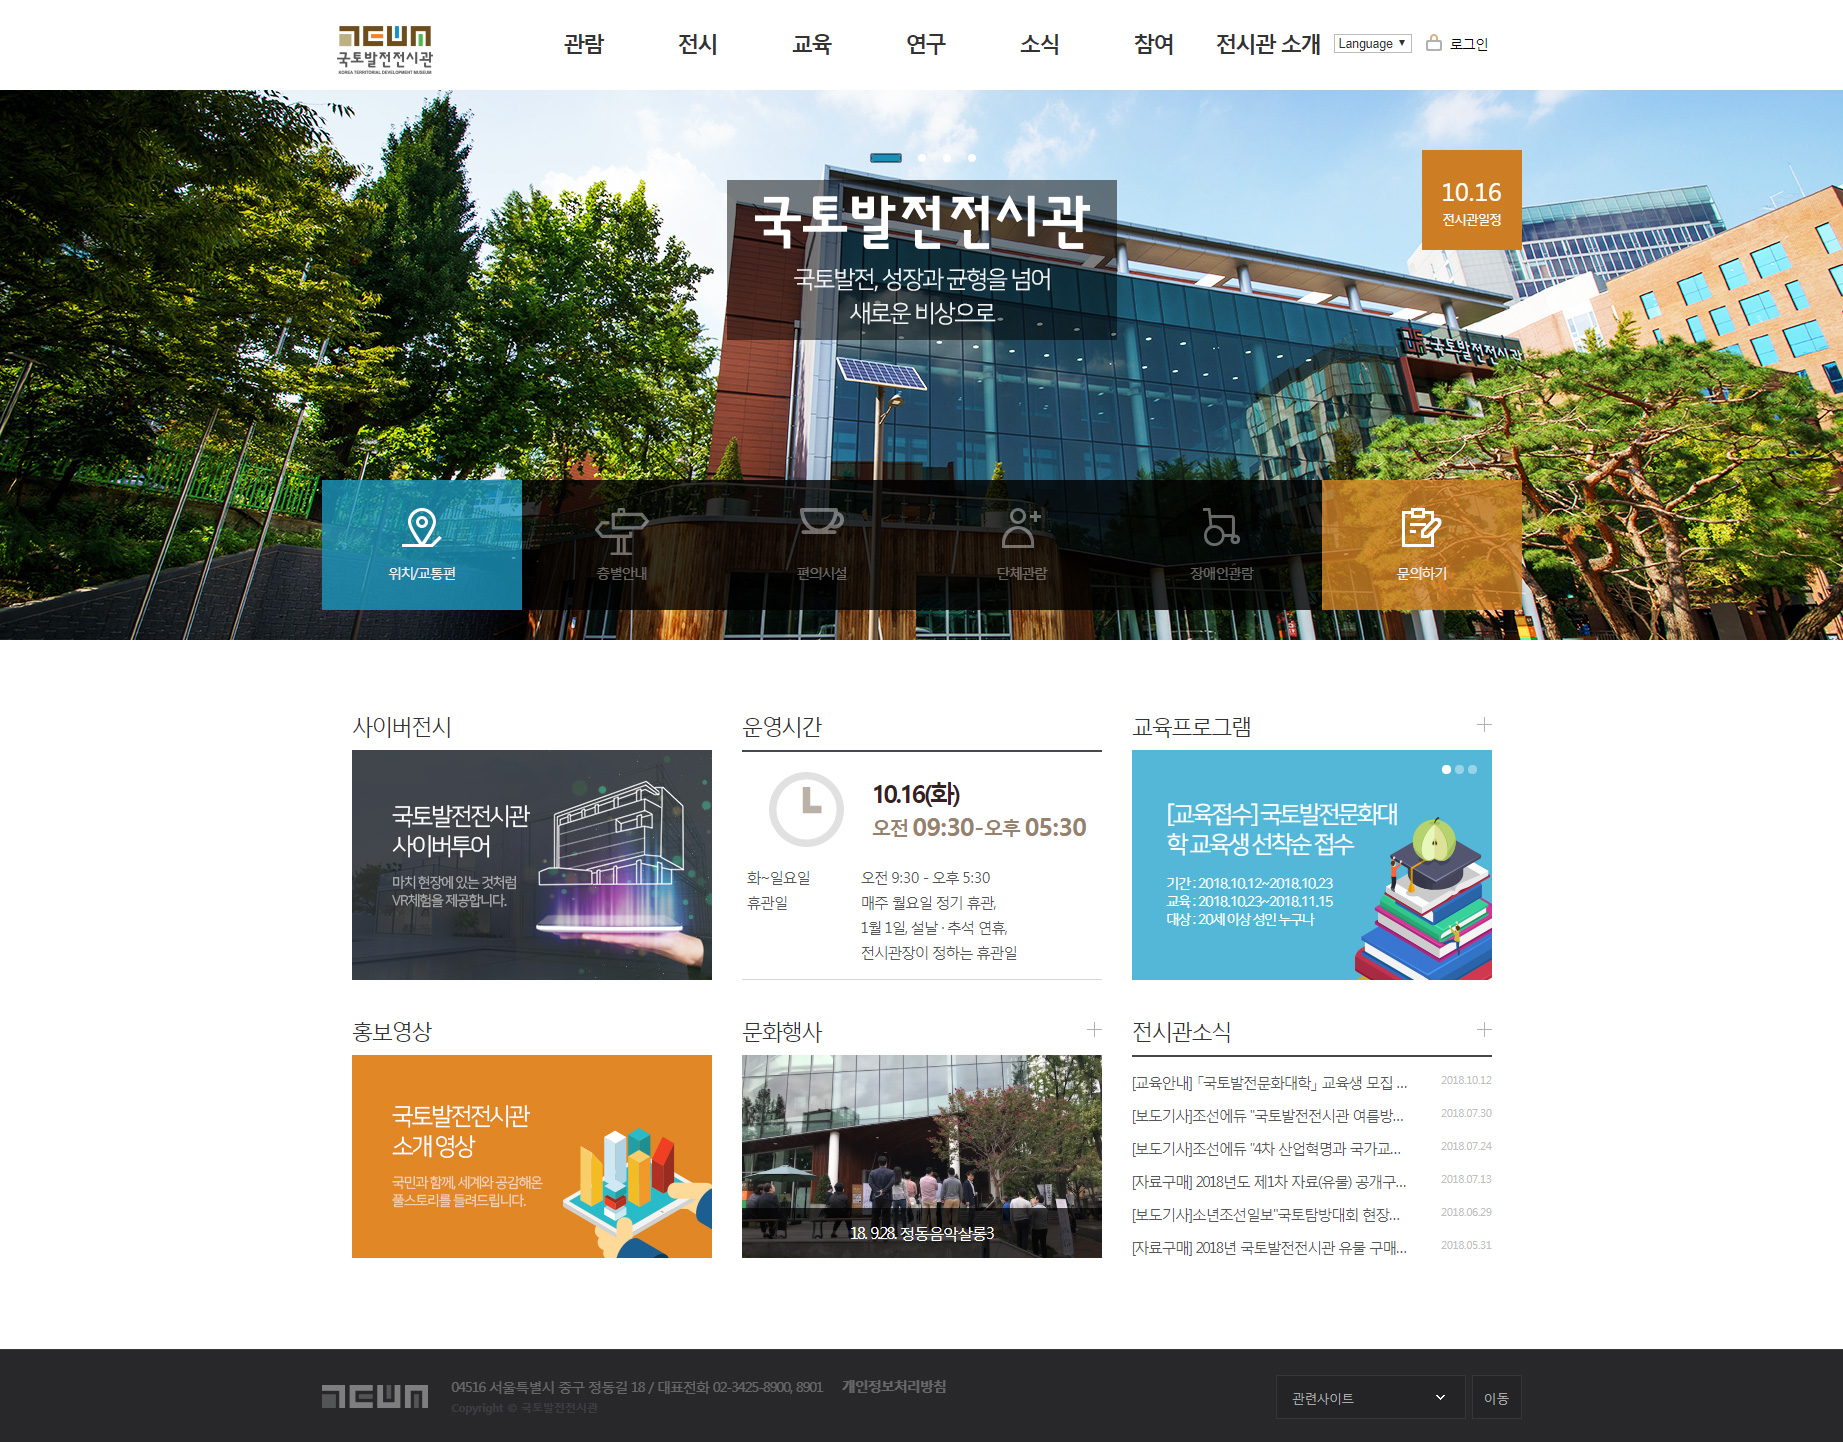 국토발전전시관
KOREA TERRITORIAL DEVELOPMENT MUSEUM
관람
전시
교육
연구
소식
참여
전시관 소개
Language
로그인
10.16
전시관일정
국토발전전시관
국토발전, 성장과 균형을 넘어
새로운 비상으로
국토발전전시관
위치/교통편
층별안내
편의시설
단체관람
장애인관람
문의하기
사이버전시
국토발전전시관
사이버투어
마치 현장에 있는 것처럼
VR체험을 제공합니다.
운영시간
10.16(화)
오전 09:30-오후 05:30
화~일요일 오전 9:30 - 오후 5:30
휴관일 매주 월요일 정기 휴관,
1월 1일, 설날 · 추석 연휴,
전시관장이 정하는 휴관일
교육프로그램
[교육접수] 국토발전문화대
학 교육생 선착순 접수
기간 : 2018.10.12~2018.10.23
교육 : 2018.10.23~2018.11.15
대상 : 20세 이상 성인 누구나
홍보영상
국토발전전시관
소개 영상
국민과 함께, 세계와 공감해온
풀스토리를 들려드립니다.
문화행사
18. 9.28. 정동음악살롱3
전시관소식
[교육안내] 「국토발전문화대학」 교육생 모집 ... 2018.10.12
[보도기사]조선에듀 "국토발전전시관 여름방... 2018.07.30
[보도기사]조선에듀 "4차 산업혁명과 국가교... 2018.07.24
[자료구매] 2018년도 제1차 자료(유물) 공개구... 2018.07.13
[보도기사]소년조선일보"국토탐방대회 현장... 2018.06.29
[자료구매] 2018년 국토발전전시관 유물 구매... 2018.05.31
04516 서울특별시 중구 정동길 18 / 대표전화 02-3425-8900, 8901 개인정보처리방침
Copyright © 국토발전전시관
관련사이트
이동